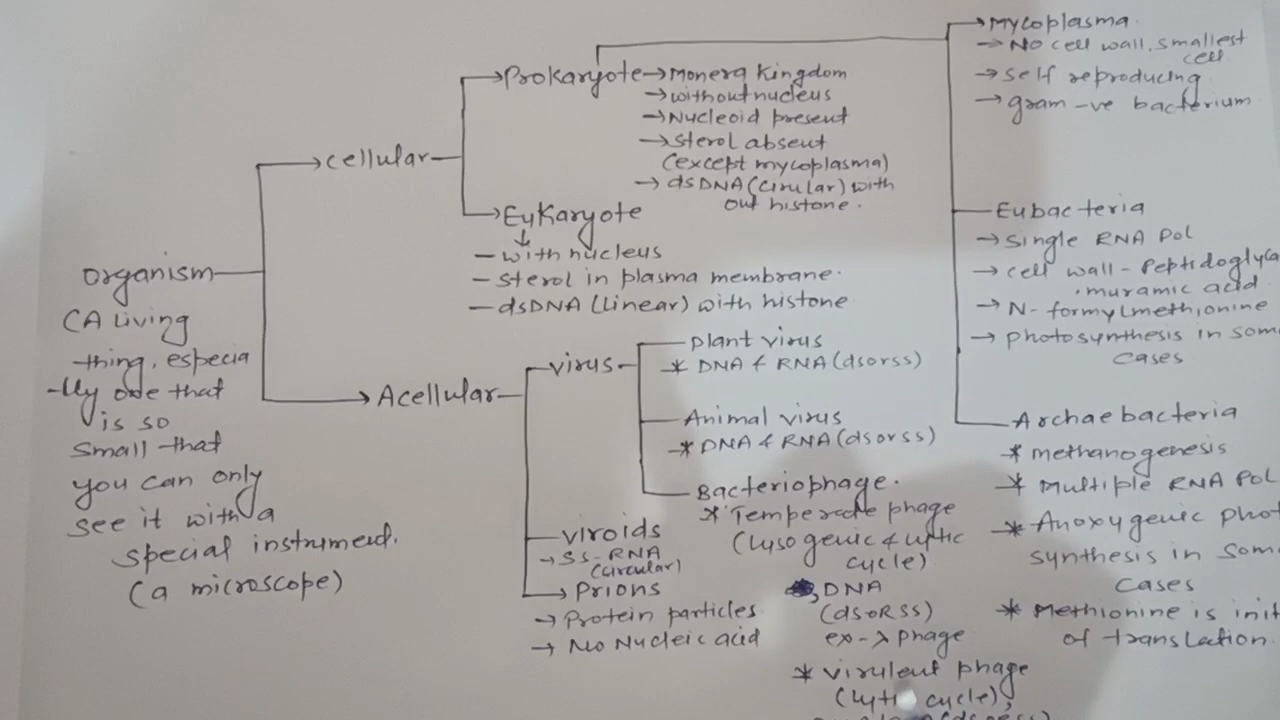 organism
(A Living
thing, especia
-lly one that
is so
small that
you can only
see it with a
special instrument.
(a microscope)
cellular
Prokaryote → Monera Kingdom
→ without nucleus
→ Nucleoid present
→ sterol absent
(except mycoplasma)
→ dsDNA (cirular) with
out histone.
Eukaryote
– with nucleus
– sterol in plasma membrane.
– dsDNA (Linear) with histone
Acellular
virus
plant virus
* DNA & RNA (ds or ss)
Animal virus
* DNA & RNA (ds or ss)
Bacteriophage.
* Temperate phage
(Lysogenic & lytic
cycle)
DNA
(ds or ss)
ex - λ phage
* virulent phage
(lytic cycle),
viroids
→ ss-RNA
(circular)
Prions
→ Protein particles
→ No Nucleic acid
Mycoplasma.
→ No cell wall, smallest
cell
→ self reproducing
→ gram -ve bacterium
Eubacteria
→ single RNA Pol
→ cell wall - Peptidoglyca
muramic acid
→ N-formylmethionine
→ photosynthesis in som
cases
Archaebacteria
* methanogenesis
* Multiple RNA Pol
* Anoxygenic phot
synthesis in som
cases
* Methionine is init
of translation.